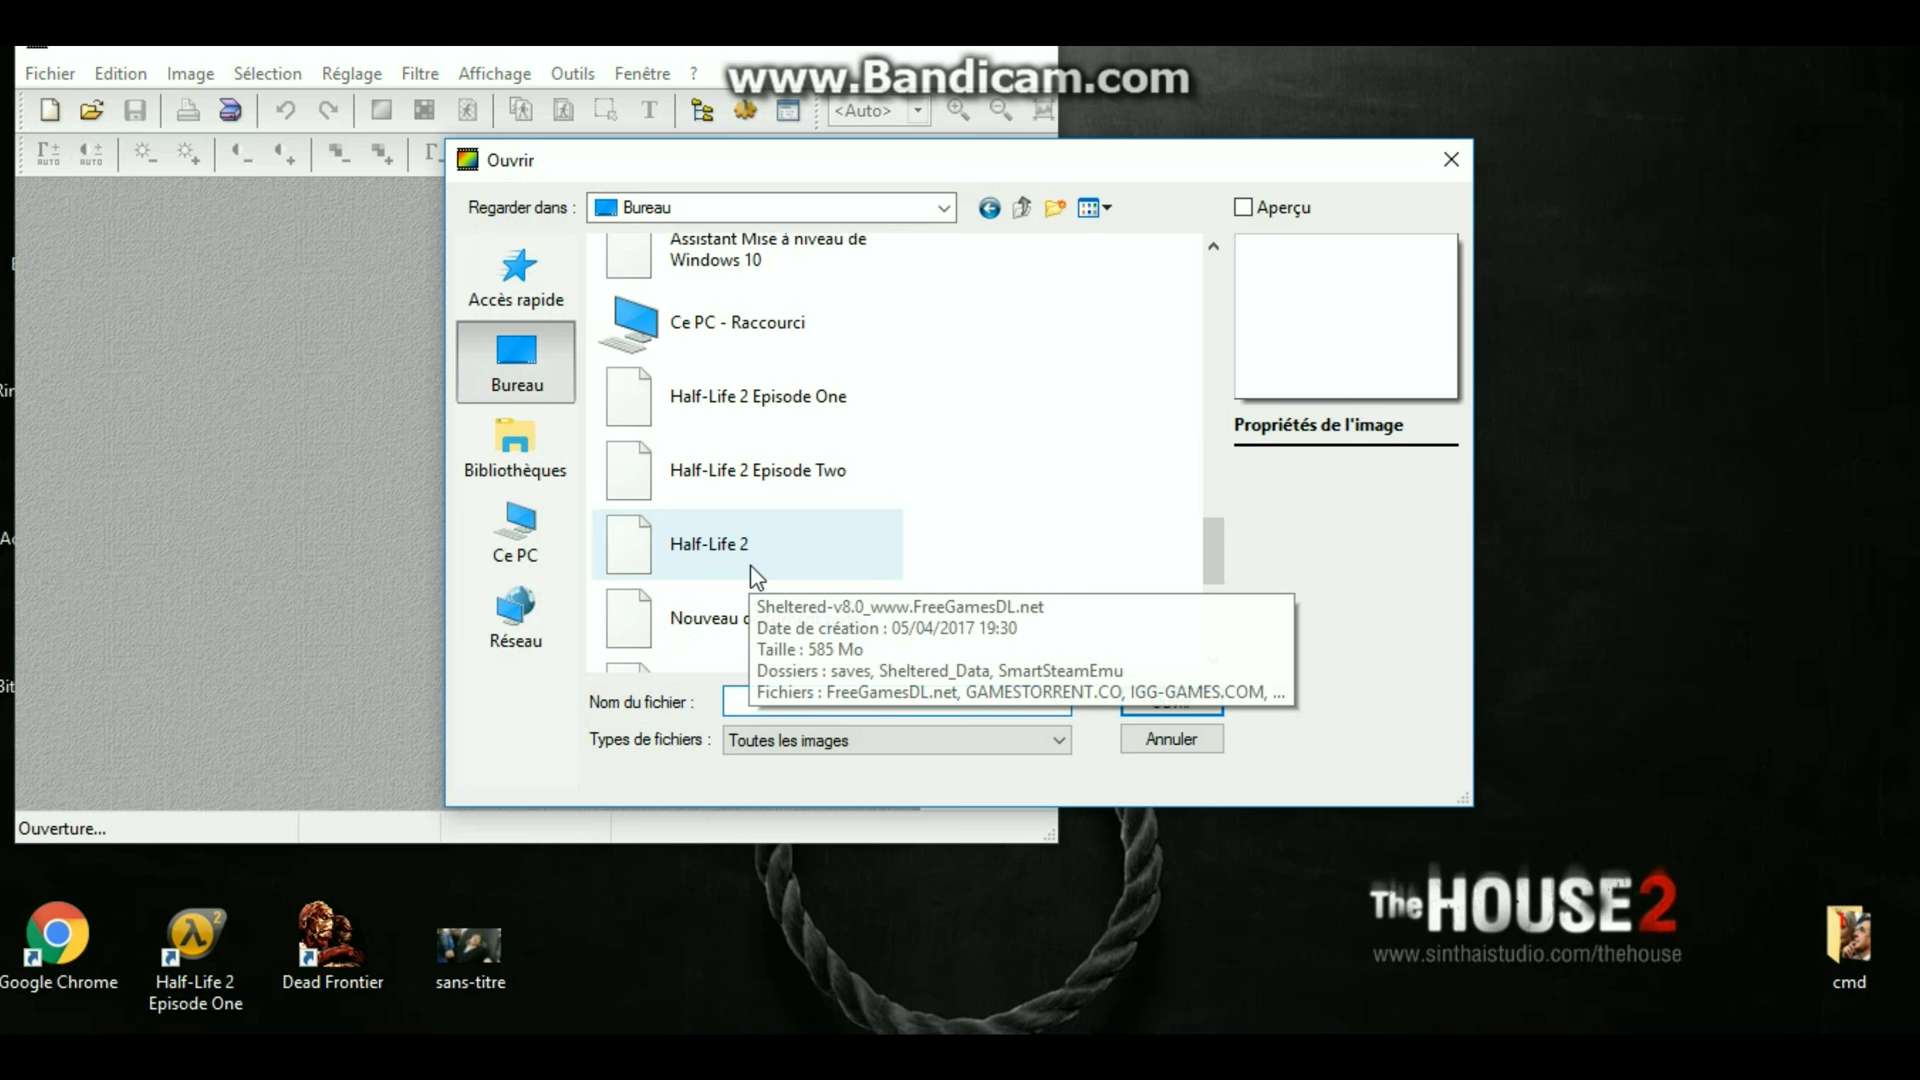 www.Bandicam.com
Fichier Edition Image Sélection Réglage Filtre Affichage Outils Fenêtre ?
<Auto>
AUTO AUTO
Ouvrir
Regarder dans : Bureau
Aperçu
Assistant Mise à niveau de
Windows 10
Accès rapide
Ce PC - Raccourci
Bureau
Half-Life 2 Episode One
Propriétés de l'image
Bibliothèques
Half-Life 2 Episode Two
Half-Life 2
Ce PC
Nouveau
Réseau
Sheltered-v8.0_www.FreeGamesDL.net
Date de création : 05/04/2017 19:30
Taille : 585 Mo
Dossiers : saves, Sheltered_Data, SmartSteamEmu
Fichiers : FreeGamesDL.net, GAMESTORRENT.CO, IGG-GAMES.COM, ...
Nom du fichier :
Types de fichiers : Toutes les images
Annuler
Ouverture...
The HOUSE 2
www.sinthaistudio.com/thehouse
Google Chrome
Half-Life 2
Episode One
Dead Frontier
sans-titre
cmd